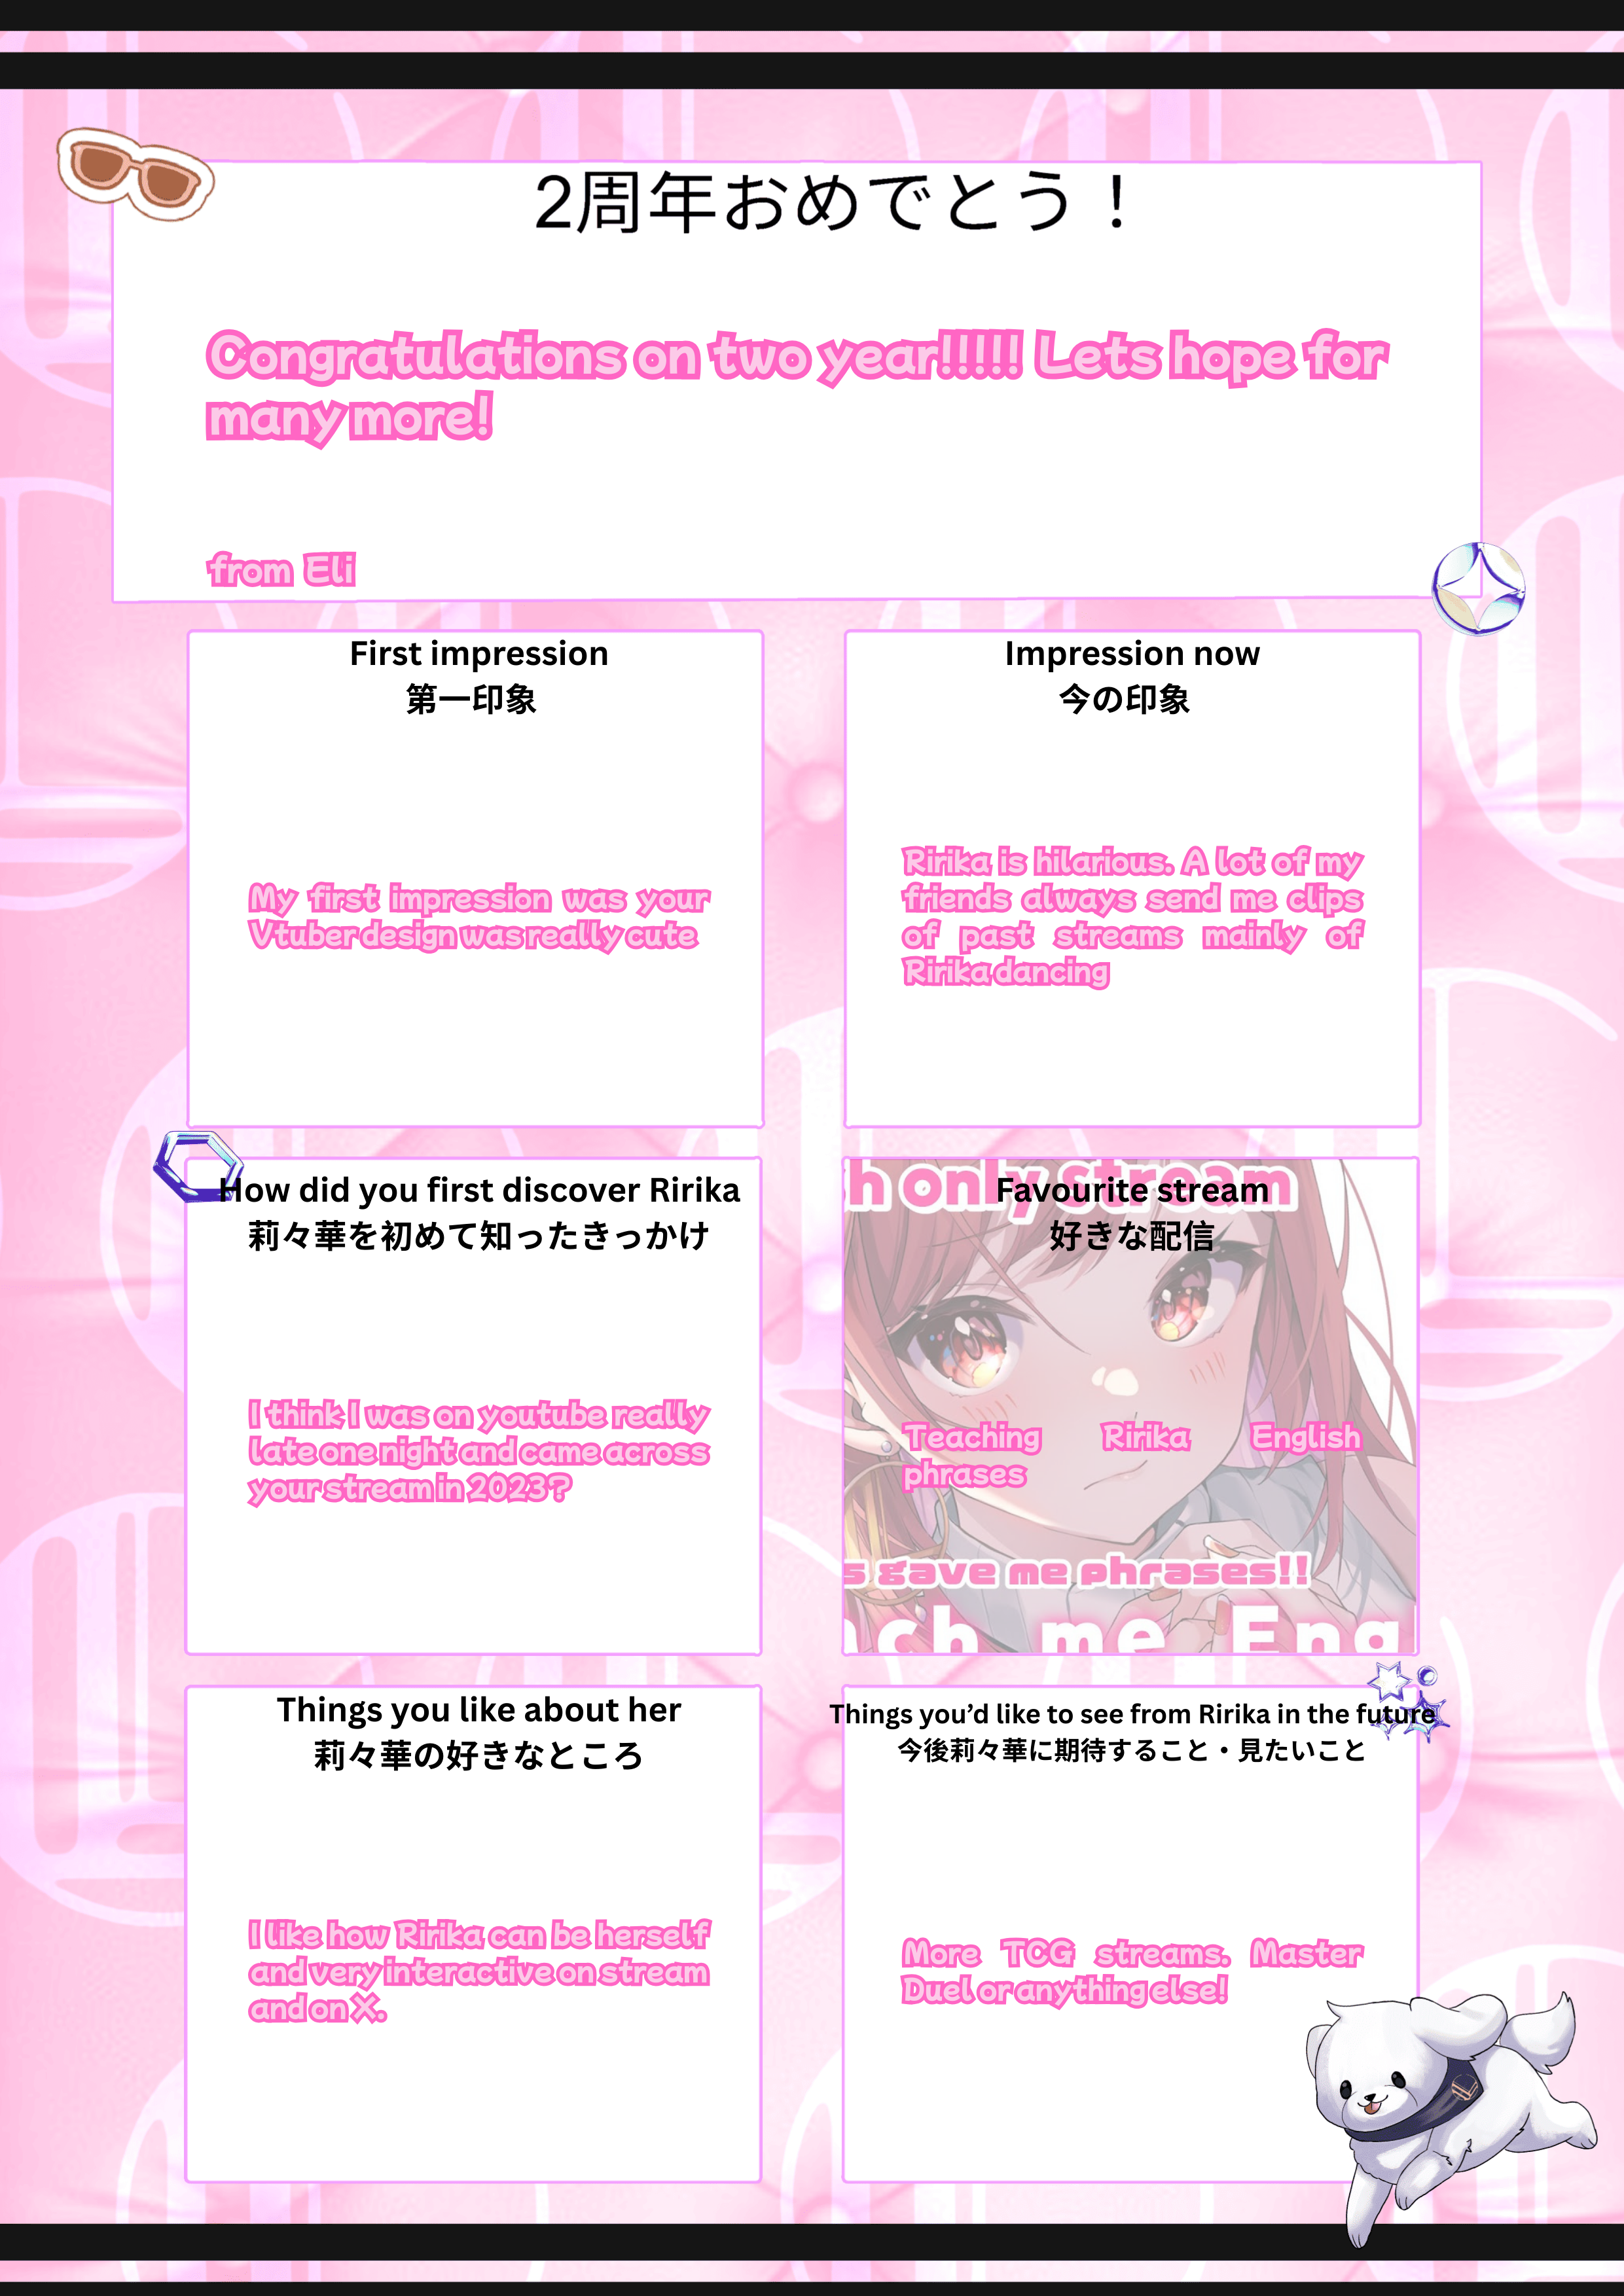 2周年おめでとう！
Congratulations on two year!!!!! Lets hope for
many more!
from Eli
First impression
第一印象
My first impression was your
Vtuber design was really cute
Impression now
今の印象
Ririka is hilarious. A lot of my
friends always send me clips
of past streams mainly of
Ririka dancing
How did you first discover Ririka
莉々華を初めて知ったきっかけ
I think I was on youtube really
late one night and came across
your stream in 2023?
h only stream
Favourite stream
好きな配信
Teaching Ririka English
phrases
s gave me phrases!!
ach me Eng
Things you like about her
莉々華の好きなところ
I like how Ririka can be herself
and very interactive on stream
and on X.
Things you’d like to see from Ririka in the future
今後莉々華に期待すること・見たいこと
More TCG streams. Master
Duel or anything else!